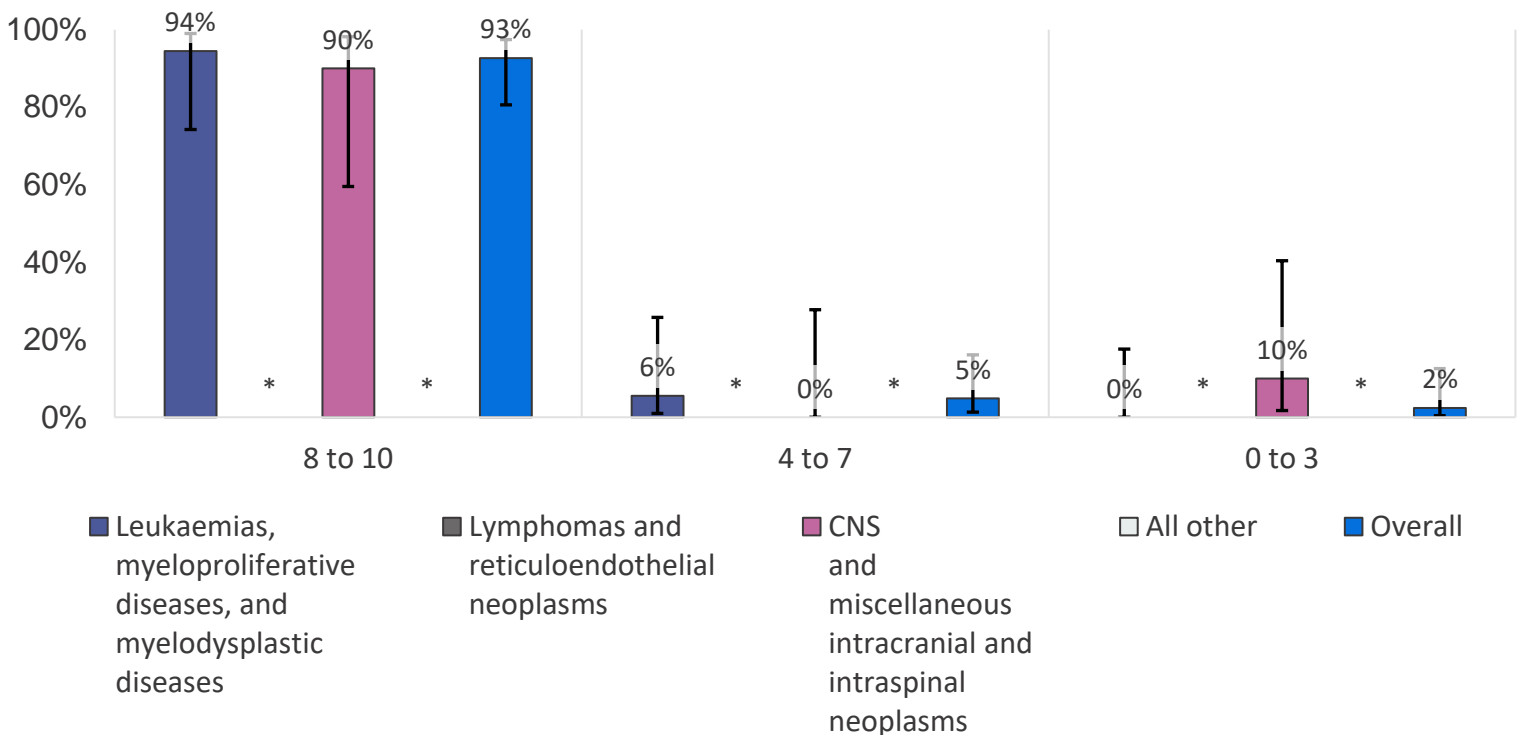 100%
80%
60%
40%
20%
0%
94%
90%
93%
* *
6%
0%
5%
* *
0%
10%
2%
* *
8 to 10
4 to 7
0 to 3
Leukaemias,
myeloproliferative
diseases, and
myelodysplastic
diseases
Lymphomas and
reticuloendothelial
neoplasms
CNS
and
miscellaneous
intracranial and
intraspinal
neoplasms
All other
Overall